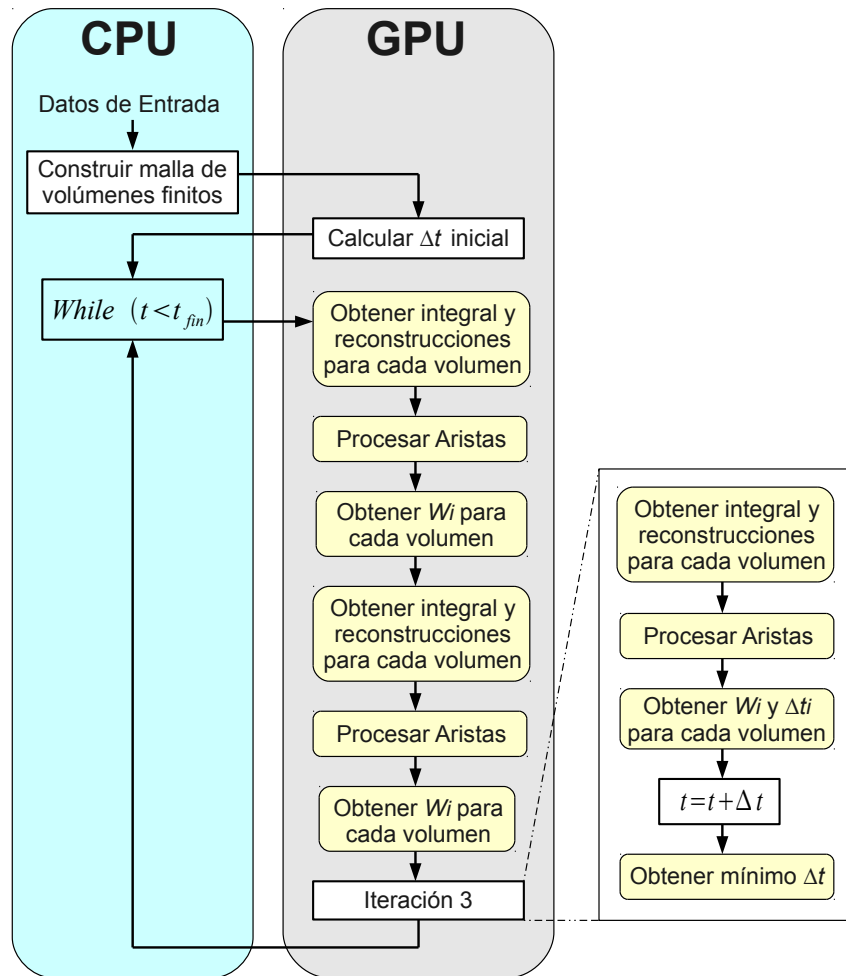 CPU
GPU
Datos de Entrada
Construir malla de
volúmenes finitos
Calcular Δt inicial
While (t<t_fin)
Obtener integral y
reconstrucciones
para cada volumen
Procesar Aristas
Obtener Wi para
cada volumen
Obtener integral y
reconstrucciones
para cada volumen
Procesar Aristas
Obtener Wi para
cada volumen
Iteración 3
Obtener integral y
reconstrucciones
para cada volumen
Procesar Aristas
Obtener Wi y Δti
para cada volumen
t=t+Δt
Obtener mínimo Δt